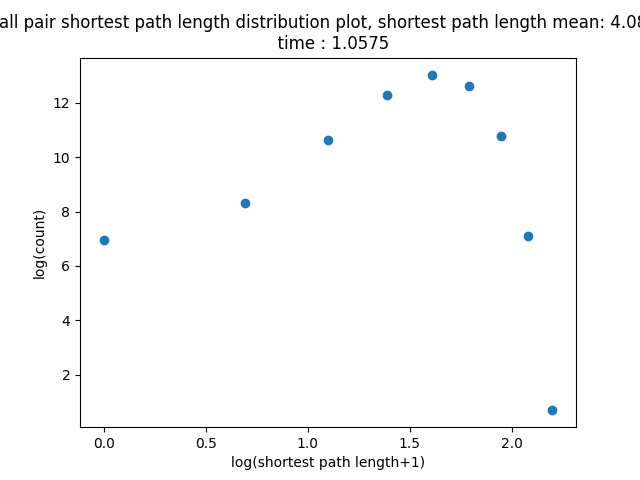 all pair shortest path length distribution plot, shortest path length mean: 4.08
time : 1.0575
12
10
8
6
4
2
log(count)
0.0 0.5 1.0 1.5 2.0
log(shortest path length+1)